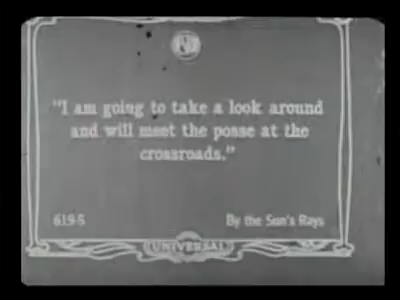 "I am going to take a look around
and will meet the posse at the
crossroads."
619-5
By the Sun's Rays
UNIVERSAL